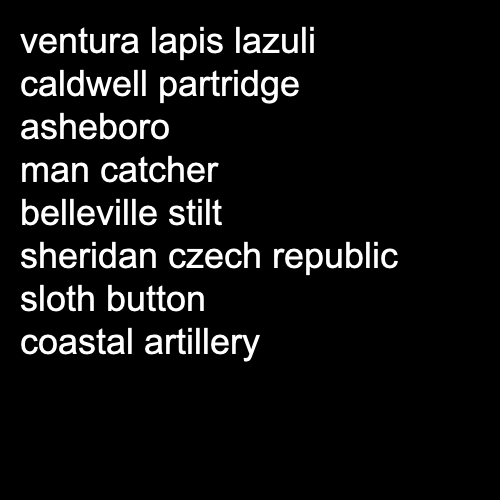 ventura lapis lazuli
caldwell partridge
asheboro
man catcher
belleville stilt
sheridan czech republic
sloth button
coastal artillery